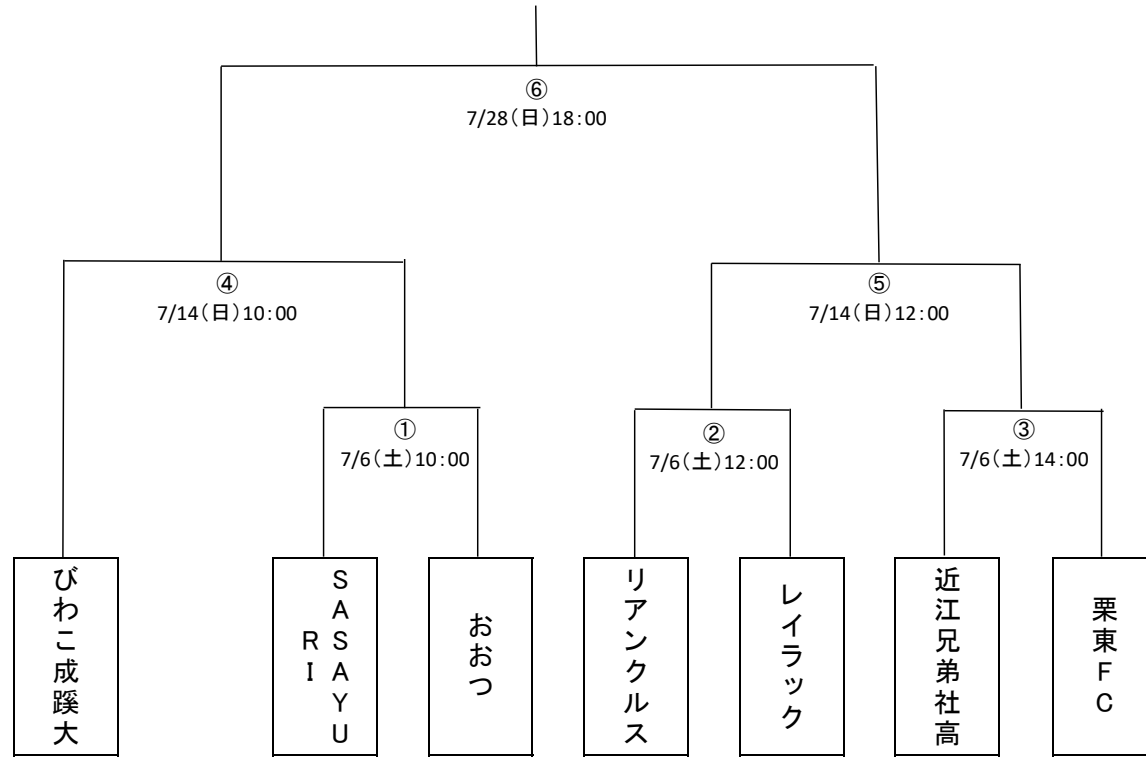 ⑥
7/28(日)18:00
④
7/14(日)10:00
⑤
7/14(日)12:00
①
7/6(土)10:00
②
7/6(土)12:00
③
7/6(土)14:00
びわこ成蹊大
SASAYU
RI
おおつ
リアンクルス
レイラック
近江兄弟社高
栗東FC